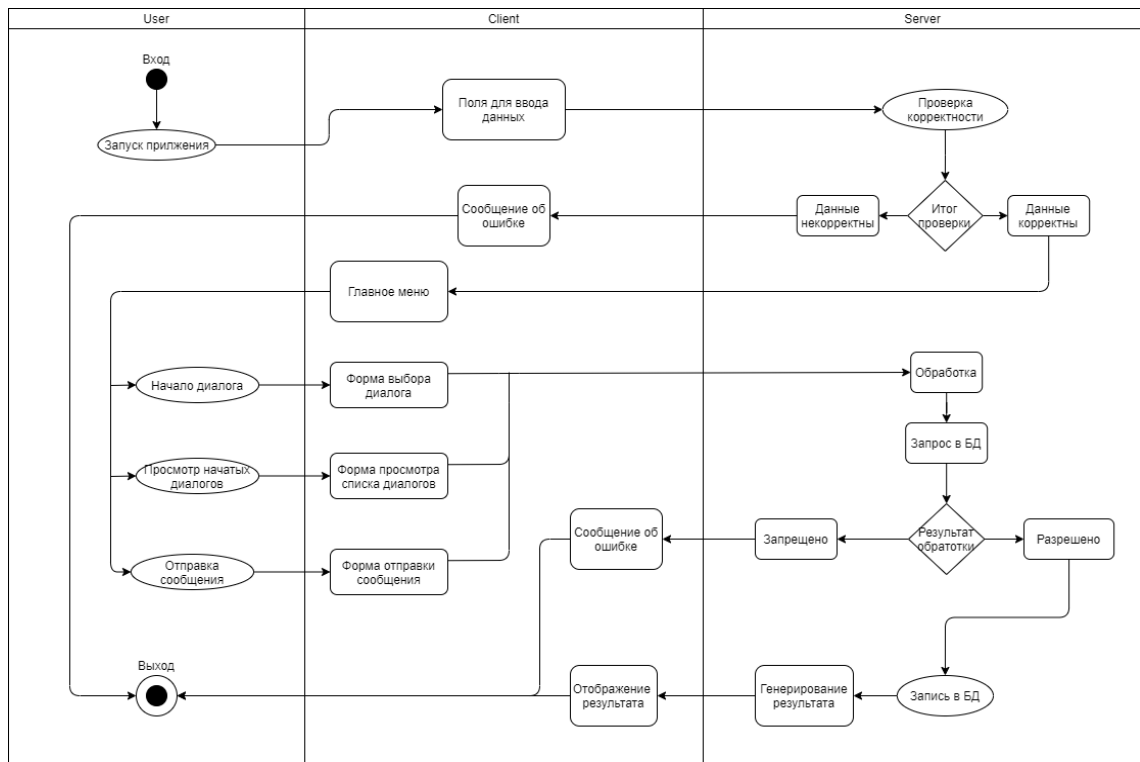 User
Client
Server
Вход
Запуск прилжения
Поля для ввода
данных
Проверка
корректности
Сообщение об
ошибке
Данные
некорректны
Итог
проверки
Данные
корректны
Главное меню
Начало диалога
Форма выбора
диалога
Обработка
Запрос в БД
Просмотр начатых
диалогов
Форма просмотра
списка диалогов
Сообщение об
ошибке
Запрещено
Результат
обратотки
Разрешено
Отправка
сообщения
Форма отправки
сообщения
Выход
Отображение
результата
Генерирование
результата
Запись в БД